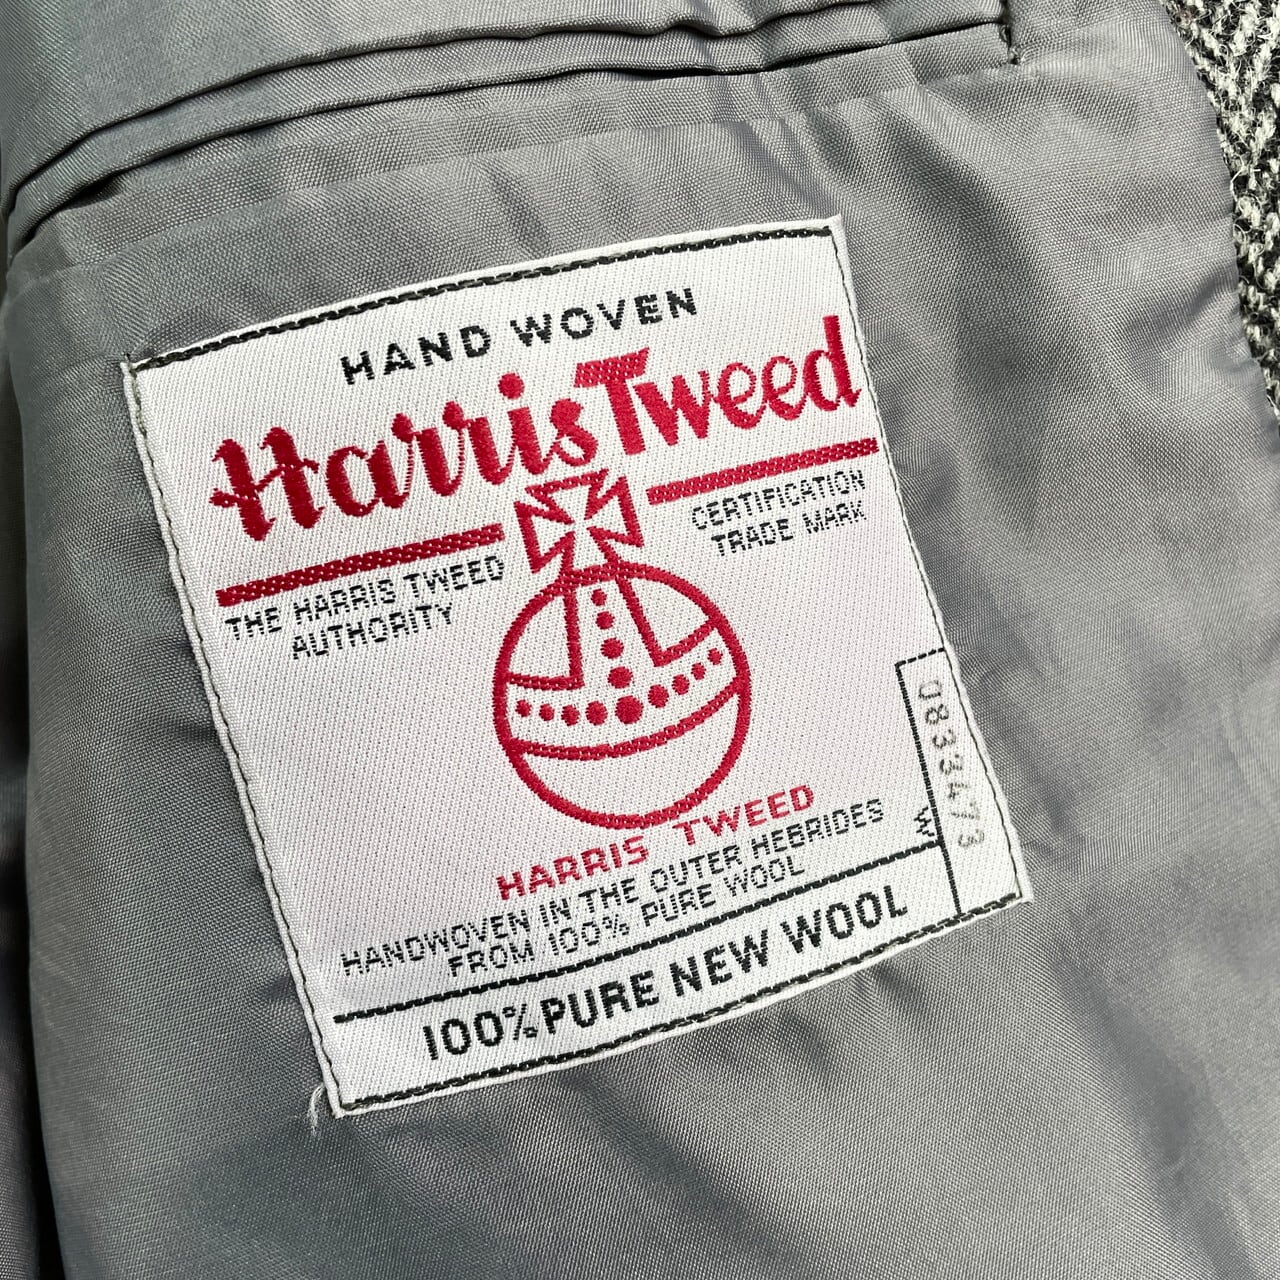 HAND WOVEN
Harris Tweed
THE HARRIS TWEED
AUTHORITY
CERTIFICATION
TRADE MARK
HARRIS TWEED
HANDWOVEN IN THE OUTER HEBRIDES
FROM 100% PURE WOOL
100% PURE NEW WOOL
W
0833473